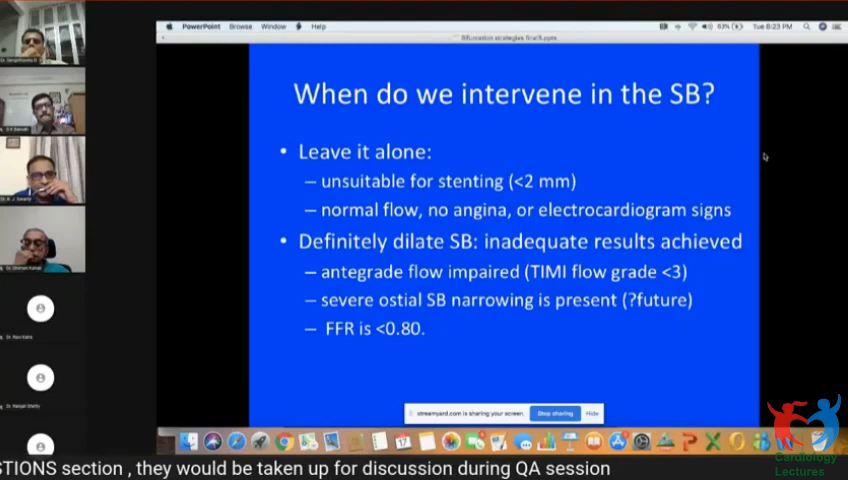 PowerPoint Browse Window Help
83% Tue 8:23 PM
When do we intervene in the SB?
• Leave it alone:
– unsuitable for stenting (<2 mm)
– normal flow, no angina, or electrocardiogram signs
• Definitely dilate SB: inadequate results achieved
– antegrade flow impaired (TIMI flow grade <3)
– severe ostial SB narrowing is present (?future)
– FFR is <0.80.
streamyard.com is sharing your screen. Stop sharing Hide
Cardiology
Lectures
STIONS section , they would be taken up for discussion during QA session